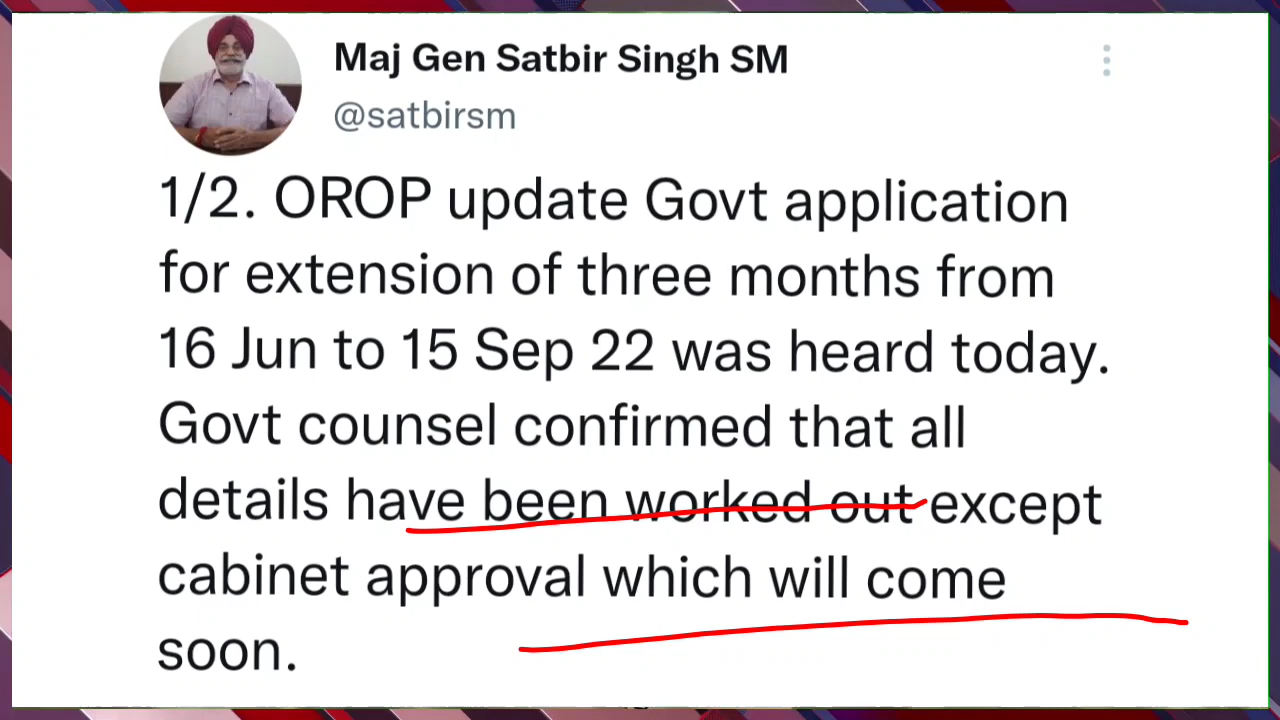 Maj Gen Satbir Singh SM
@satbirsm
1/2. OROP update Govt application
for extension of three months from
16 Jun to 15 Sep 22 was heard today.
Govt counsel confirmed that all
details have been worked out except
cabinet approval which will come
soon.